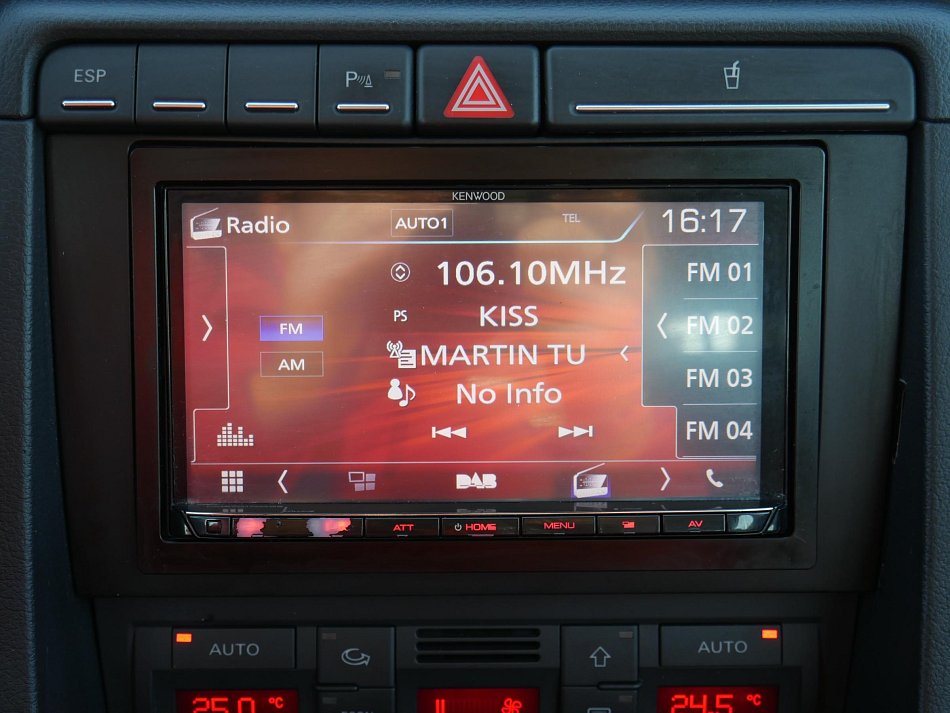 ESP
P
KENWOOD
Radio AUTO1 TEL 16:17
106.10MHz FM 01
PS KISS FM 02
FM
MARTIN TU
AM FM 03
No Info
FM 04
DAB
ATT HOME MENU AV
AUTO AUTO
25.0 °C 24.5 °C